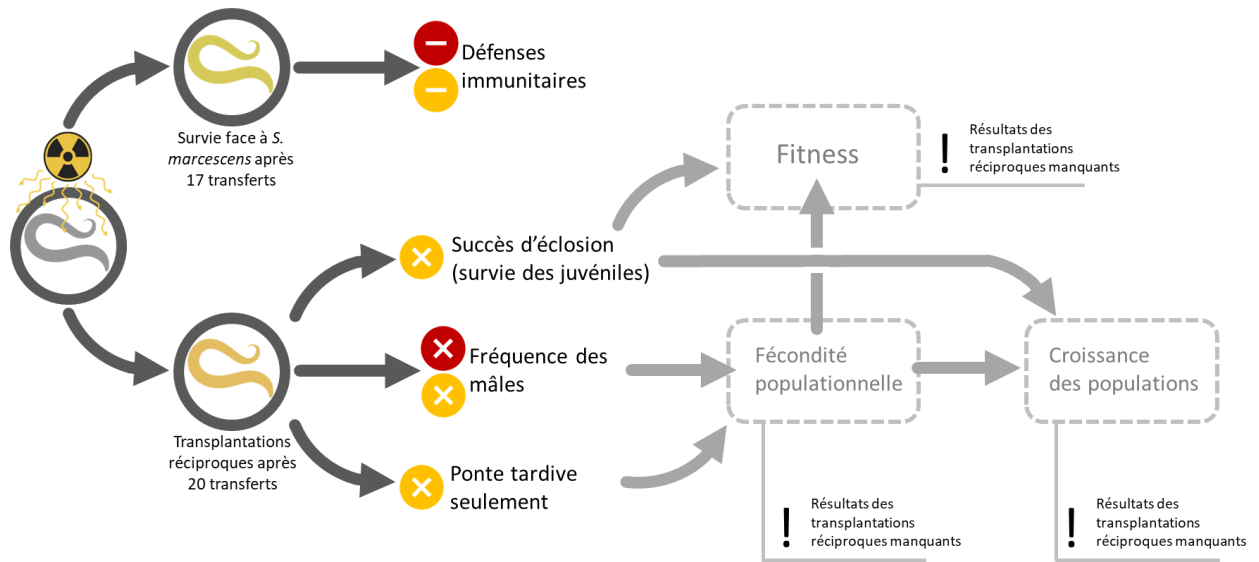 Défenses
immunitaires
Survie face à S.
marcescens après
17 transferts
Fitness
!
Résultats des
transplantations
réciproques manquants
Succès d'éclosion
(survie des juvéniles)
Fréquence des
mâles
Fécondité
populationnelle
Croissance
des populations
Transplantations
réciproques après
20 transferts
Ponte tardive
seulement
!
Résultats des
transplantations
réciproques manquants
!
Résultats des
transplantations
réciproques manquants